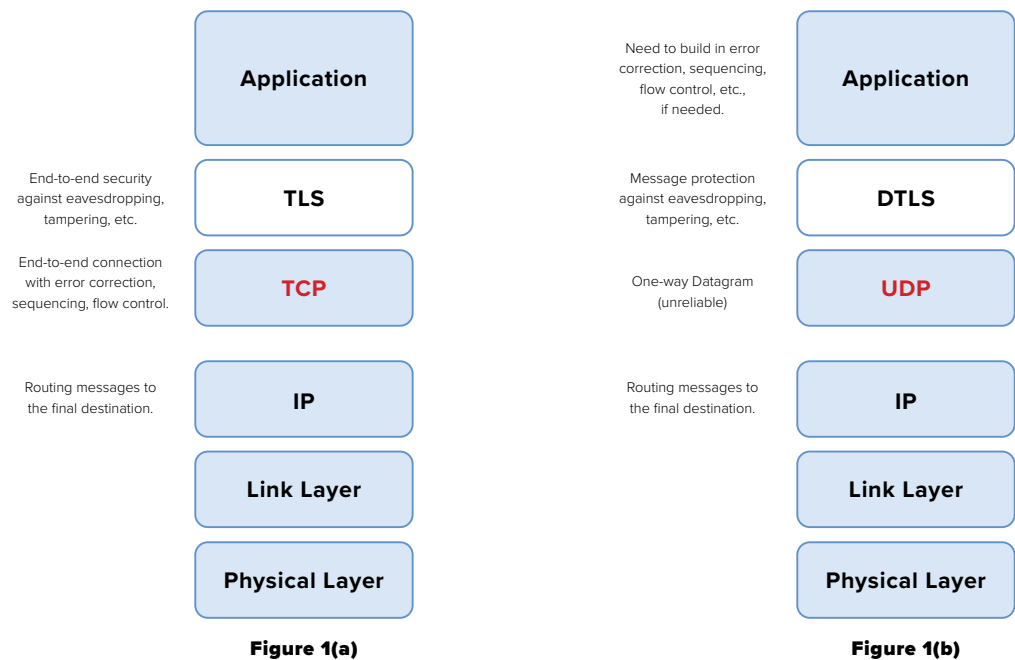 Application
End-to-end security
against eavesdropping,
tampering, etc.
TLS
End-to-end connection
with error correction,
sequencing, flow control.
TCP
Routing messages to
the final destination.
IP
Link Layer
Physical Layer
Figure 1(a)
Need to build in error
correction, sequencing,
flow control, etc.,
if needed.
Application
Message protection
against eavesdropping,
tampering, etc.
DTLS
One-way Datagram
(unreliable)
UDP
Routing messages to
the final destination.
IP
Link Layer
Physical Layer
Figure 1(b)